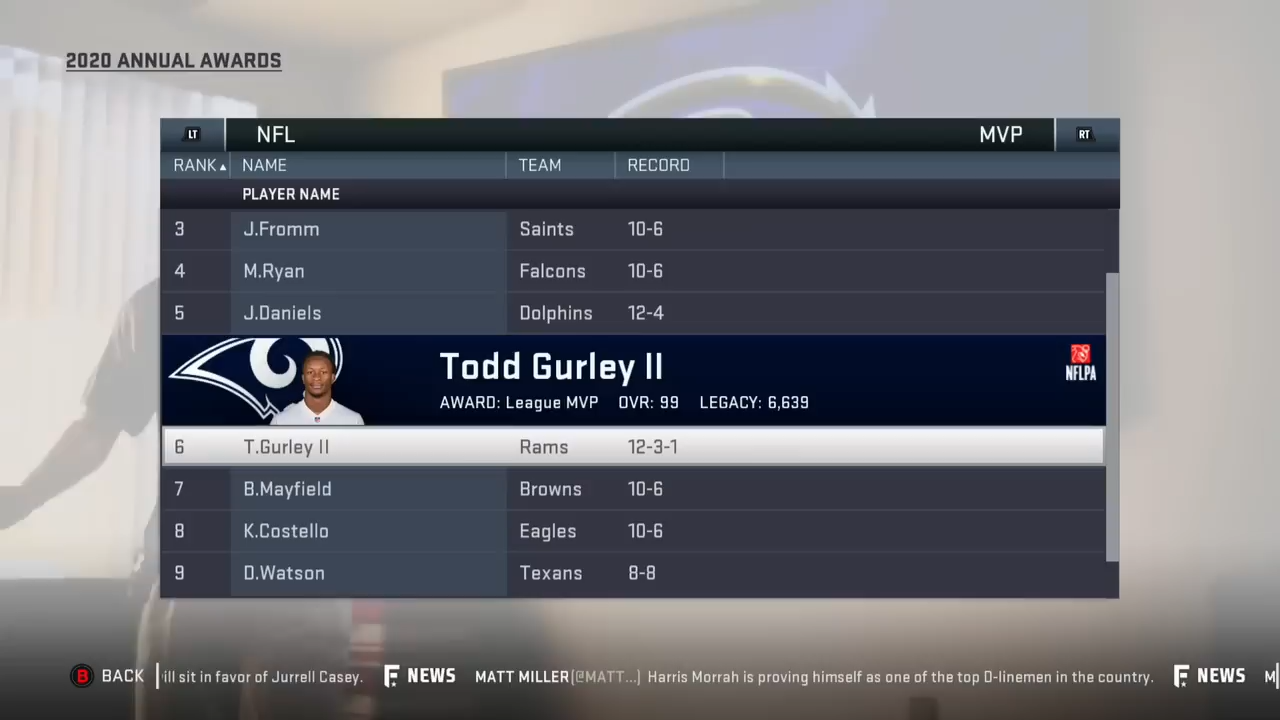 2020 ANNUAL AWARDS
LT NFL MVP RT
RANK NAME TEAM RECORD
PLAYER NAME
3 J.Fromm Saints 10-6
4 M.Ryan Falcons 10-6
5 J.Daniels Dolphins 12-4
Todd Gurley II
NFLPA
AWARD: League MVP OVR: 99 LEGACY: 6,639
6 T.Gurley II Rams 12-3-1
7 B.Mayfield Browns 10-6
8 K.Costello Eagles 10-6
9 D.Watson Texans 8-8
B BACK ill sit in favor of Jurrell Casey. F NEWS MATT MILLER(@MATT...) Harris Morrah is proving himself as one of the top D-linemen in the country. F NEWS M